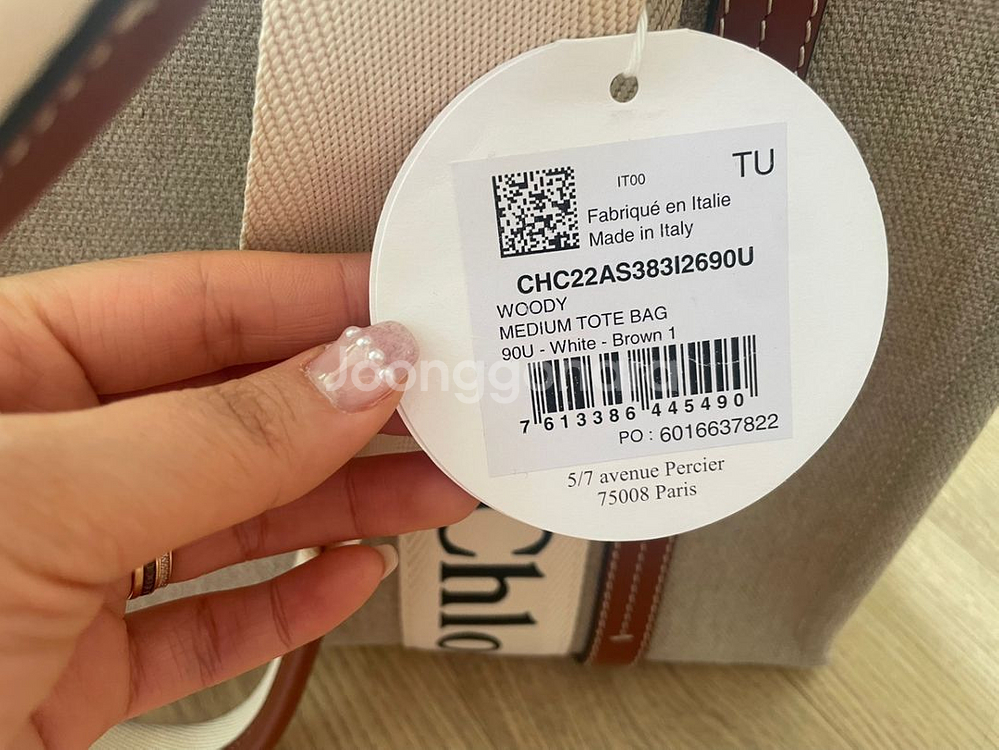 IT00
TU
Fabriqué en Italie
Made in Italy
CHC22AS383I2690U
WOODY
MEDIUM TOTE BAG
90U - White - Brown 1
7 613386 445490
PO : 6016637822
5/7 avenue Percier
75008 Paris
Joonggonara
Chlo